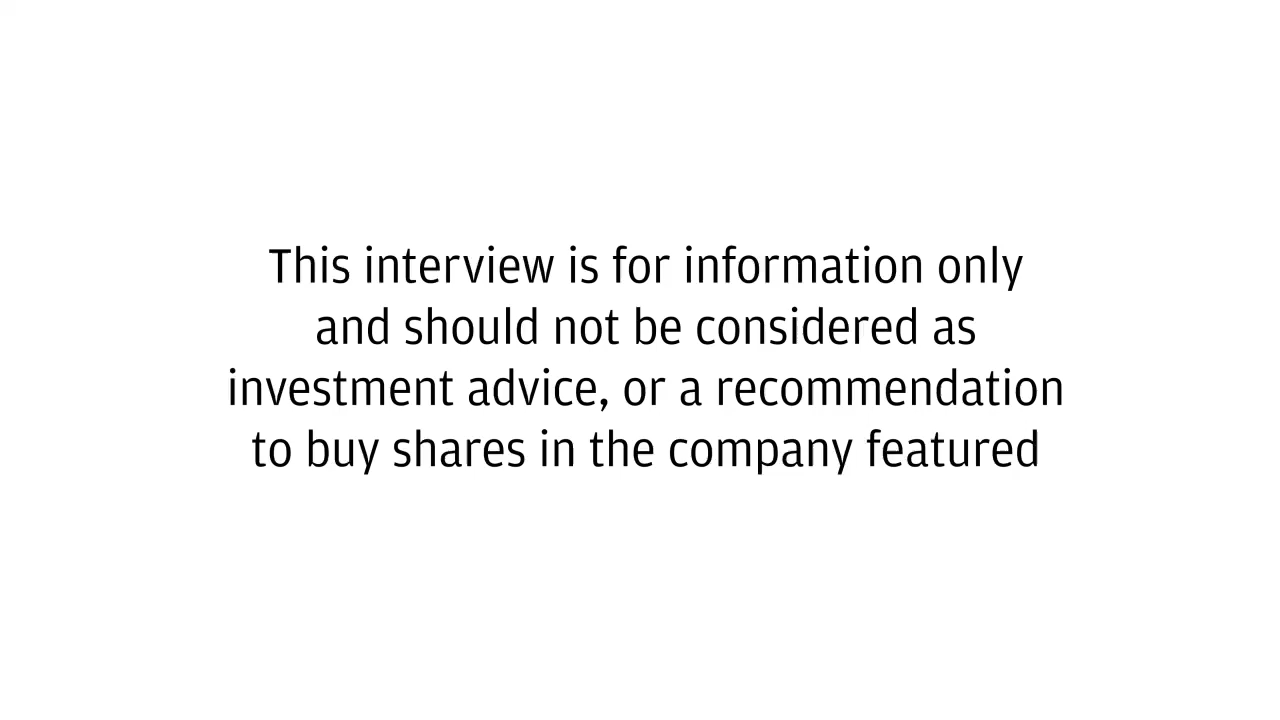 This interview is for information only
and should not be considered as
investment advice, or a recommendation
to buy shares in the company featured